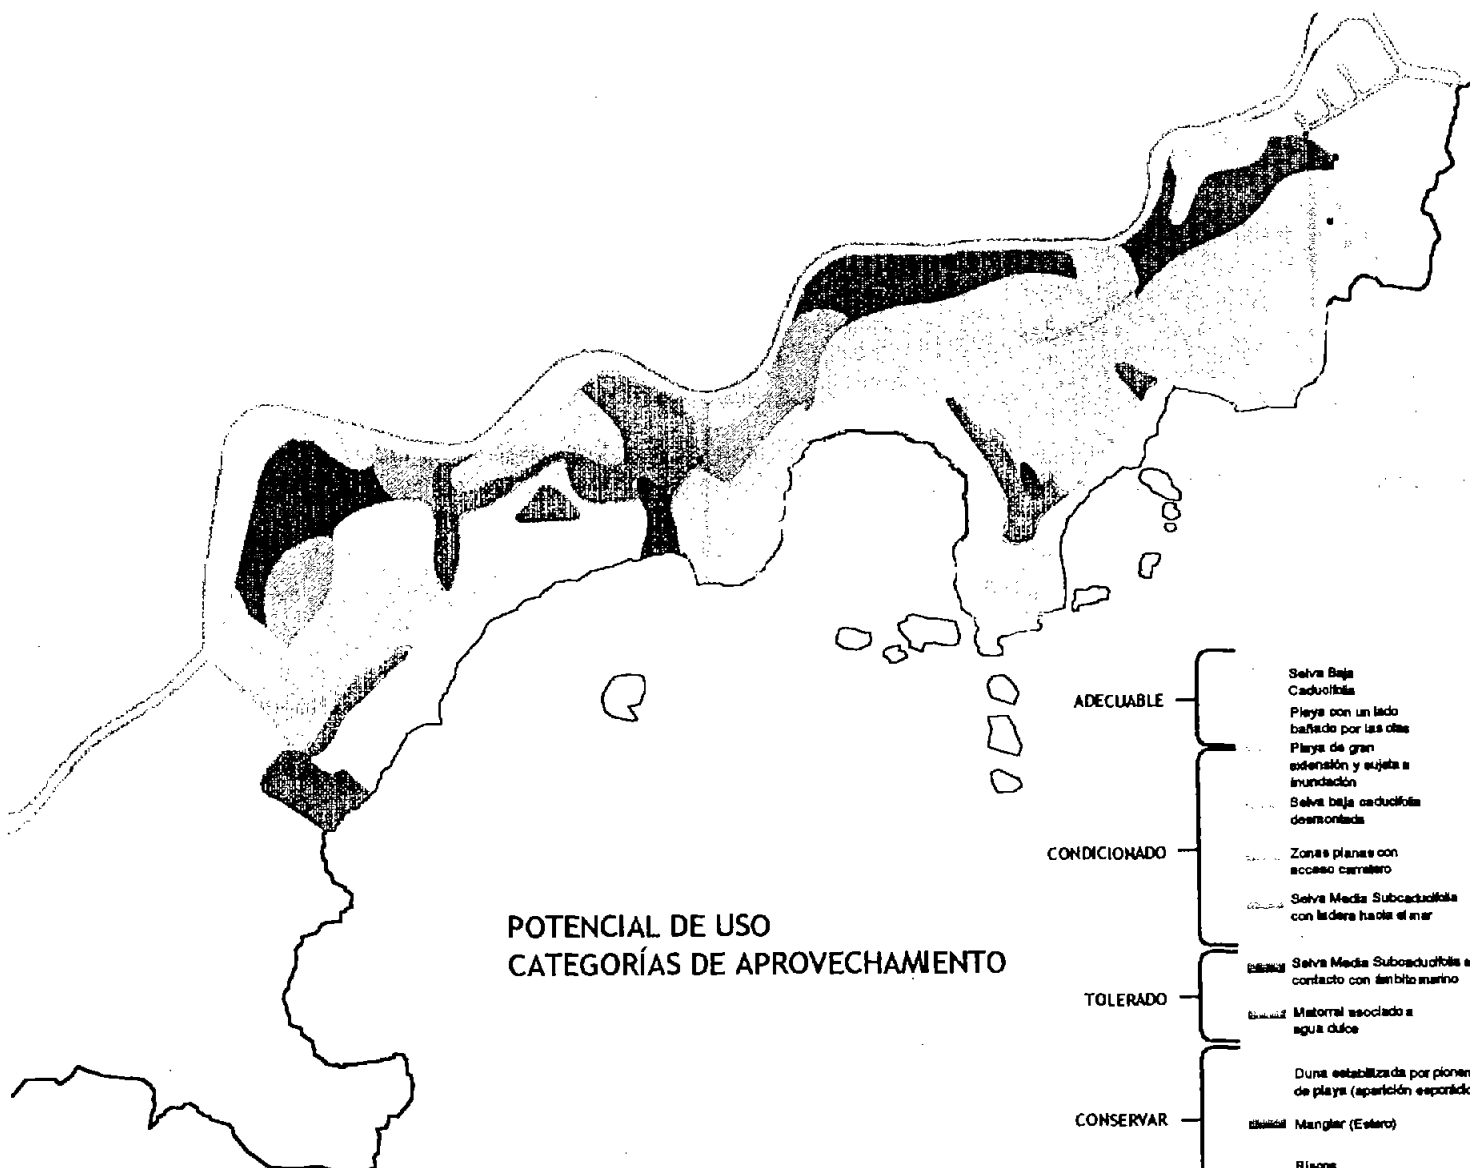 POTENCIAL DE USO
CATEGORÍAS DE APROVECHAMIENTO
ADECUABLE
Selva Baja
Caducifolia
Playa con un lado
bañado por las olas
CONDICIONADO
Playa de gran
extensión y sujeta a
inundación
Selva baja caducifolia
desmontada
Zonas planas con
acceso carretero
Selva Media Subcaducifolia
con ladera hacia el mar
TOLERADO
Selva Media Subcaducifolia
contacto con ámbito marino
Matorral asociado a
agua dulce
CONSERVAR
Duna estabilizada por
de playa (aparición
Manglar (Estero)
Riscos